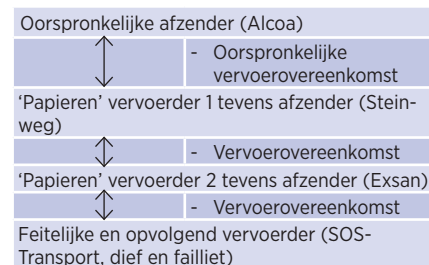 Oorspronkelijke afzender (Alcoa)
- Oorspronkelijke
vervoerovereenkomst
‘Papieren’ vervoerder 1 tevens afzender (Stein-
weg)
- Vervoerovereenkomst
‘Papieren’ vervoerder 2 tevens afzender (Exsan)
- Vervoerovereenkomst
Feitelijke en opvolgend vervoerder (SOS-
Transport, dief en failliet)